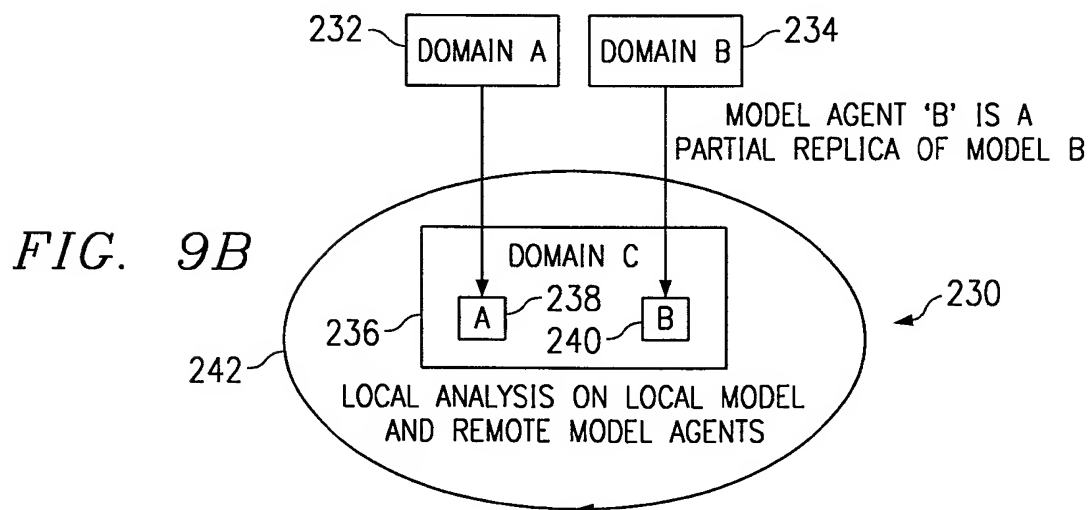 232
DOMAIN A
DOMAIN B
234
MODEL AGENT 'B' IS A
PARTIAL REPLICA OF MODEL B
FIG. 9B
DOMAIN C
A
238
B
240
236
230
242
LOCAL ANALYSIS ON LOCAL MODEL
AND REMOTE MODEL AGENTS